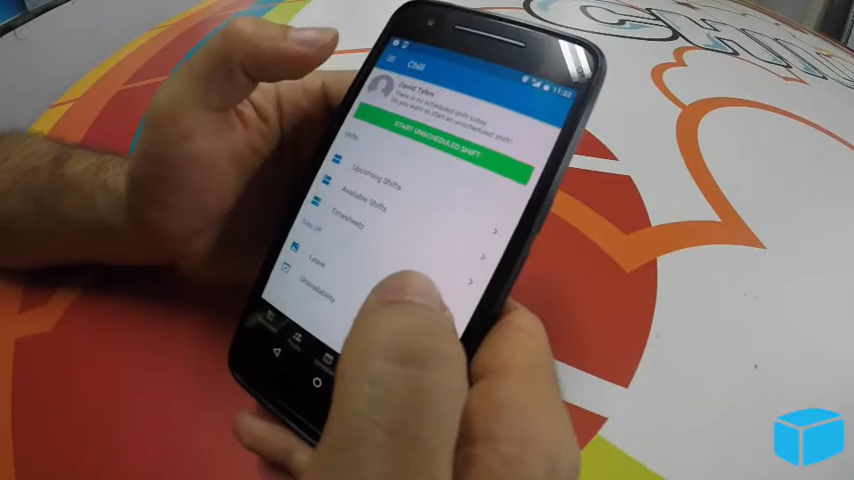 11:32
Chill
David Tyles
There is no scheduled shift today
Do you want to start an unscheduled shift?
START UNSCHEDULED SHIFT
Shifts
Upcoming Shifts
Available Shifts
Timesheets
Time Off
Leave
Unavailability